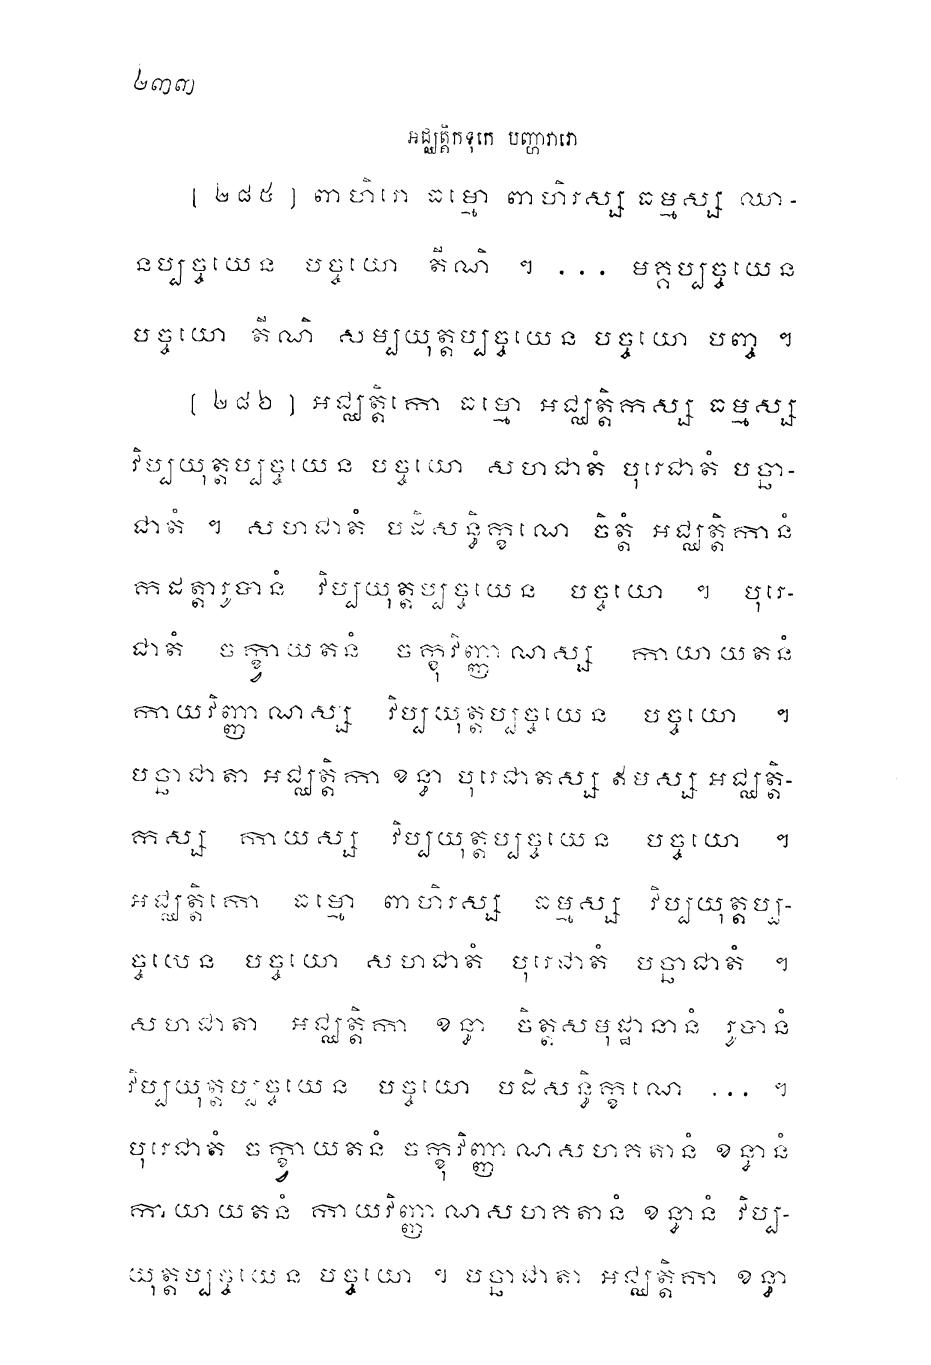 ២៣៣
អជ្ឈត្តិកទុកេ បញ្ហាវារោ
( ២៨៥ ) ពាហិរោ ធម្មោ ពាហិរស្ស ធម្មស្ស ឈា-
នប្បច្ចយេន បច្ចយោ តីណិ ។ ... មគ្គប្បច្ចយេន
បច្ចយោ តីណិ សម្បយុត្តប្បច្ចយេន បច្ចយោ បញ្ច ។
( ២៨៦ ) អជ្ឈត្តិកោ ធម្មោ អជ្ឈត្តិកស្ស ធម្មស្ស
វិប្បយុត្តប្បច្ចយេន បច្ចយោ សហជាតំ បុរេជាតំ បច្ឆា-
ជាតំ ។ សហជាតំ បដិសន្ធិក្ខណេ ចិត្តំ អជ្ឈត្តិកានំ
កដត្តារូបានំ វិប្បយុត្តប្បច្ចយេន បច្ចយោ ។ បុរេ-
ជាតំ ចក្ខ្វាយតនំ ចក្ខុវិញ្ញាណស្ស កាយាយតនំ
កាយវិញ្ញាណស្ស វិប្បយុត្តប្បច្ចយេន បច្ចយោ ។
បច្ឆាជាតា អជ្ឈត្តិកា ខន្ធា បុរេជាតស្ស ឥមស្ស អជ្ឈត្តិ-
កស្ស កាយស្ស វិប្បយុត្តប្បច្ចយេន បច្ចយោ ។
អជ្ឈត្តិកោ ធម្មោ ពាហិរស្ស ធម្មស្ស វិប្បយុត្តប្ប-
ច្ចយេន បច្ចយោ សហជាតំ បុរេជាតំ បច្ឆាជាតំ ។
សហជាតា អជ្ឈត្តិកា ខន្ធា ចិត្តសមុដ្ឋានានំ រូបានំ
វិប្បយុត្តប្បច្ចយេន បច្ចយោ បដិសន្ធិក្ខណេ ... ។
បុរេជាតំ ចក្ខ្វាយតនំ ចក្ខុវិញ្ញាណសហគតានំ ខន្ធានំ
កាយាយតនំ កាយវិញ្ញាណសហគតានំ ខន្ធានំ វិប្ប-
យុត្តប្បច្ចយេន បច្ចយោ ។ បច្ឆាជាតា អជ្ឈត្តិកា ខន្ធា